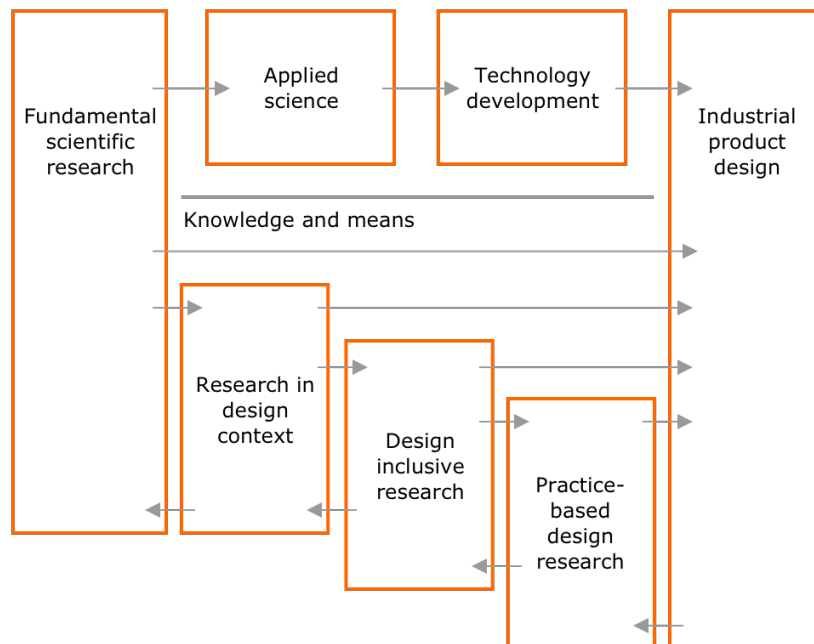 Fundamental
scientific
research
Applied
science
Technology
development
Industrial
product
design
Knowledge and means
Research in
design
context
Design
inclusive
research
Practice-
based
design
research